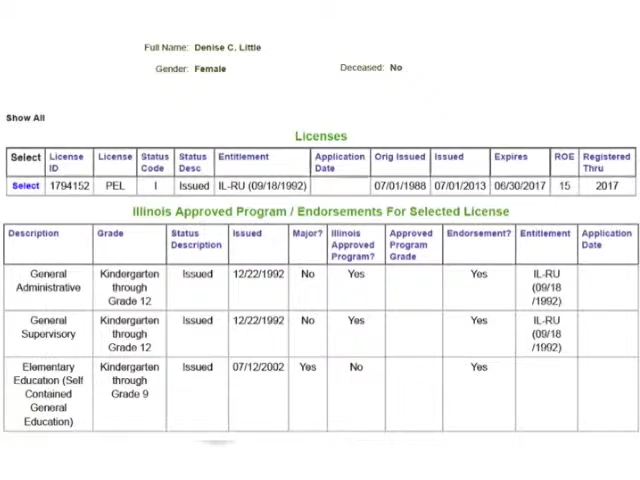 Full Name: Denise C. Little
Gender: Female Deceased: No
Show All
Licenses
Select License ID License Status Code Status Desc Entitlement Application Date Orig Issued Issued Expires ROE Registered Thru
Select 1794152 PEL I Issued IL-RU (09/18/1992) 07/01/1988 07/01/2013 06/30/2017 15 2017
Illinois Approved Program / Endorsements For Selected License
Description Grade Status Description Issued Major? Illinois Approved Program? Approved Program Grade Endorsement? Entitlement Application Date
General Administrative Kindergarten through Grade 12 Issued 12/22/1992 No Yes Yes IL-RU (09/18 /1992)
General Supervisory Kindergarten through Grade 12 Issued 12/22/1992 No Yes Yes IL-RU (09/18 /1992)
Elementary Education (Self Contained General Education) Kindergarten through Grade 9 Issued 07/12/2002 Yes No Yes